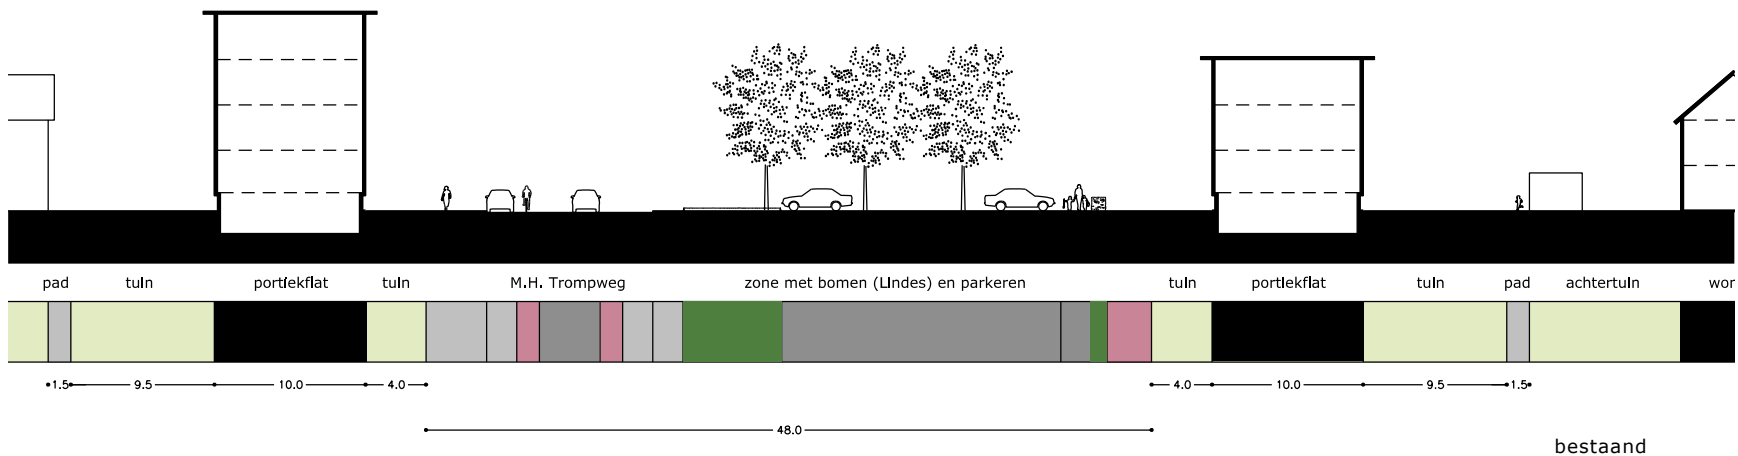 pad tuin portiekflat tuin M.H. Trompweg zone met bomen (Lindes) en parkeren tuin portiekflat tuin pad achtertuin wor
1.5 9.5 10.0 4.0 4.0 10.0 9.5 1.5
48.0
bestaand